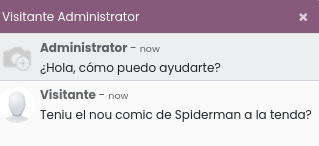 Visitante Administrator ×
Administrator - now
¿Hola, cómo puedo ayudarte?
Visitante - now
Teniu el nou comic de Spiderman a la tenda?